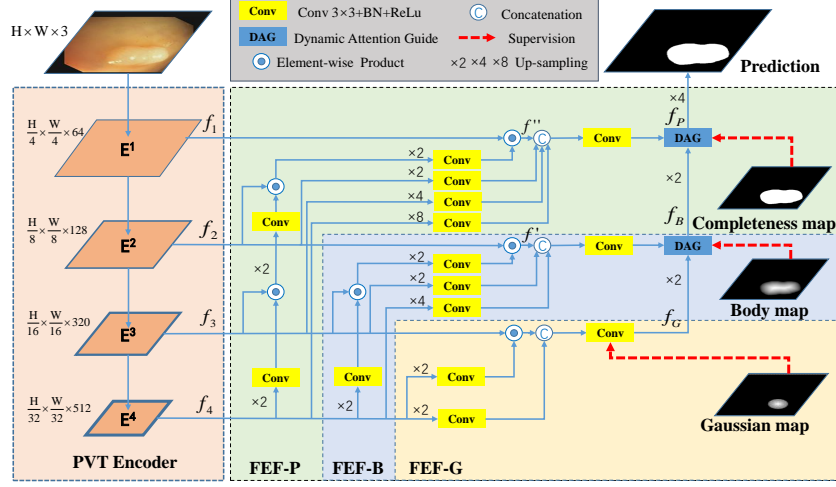 H×W×3
Conv
Conv 3×3+BN+ReLu
C
Concatenation
DAG
Dynamic Attention Guide
Supervision
Element-wise Product
×2 ×4 ×8 Up-sampling
Prediction
×4
H/4 × W/4 ×64
f1
E1
f''
C
Conv
fP
DAG
×2
Conv
×2
Conv
×4
Conv
×8
Conv
Conv
×2
Completeness map
H/8 × W/8 ×128
f2
E2
fB
f'
C
Conv
DAG
×2
Conv
×2
Conv
×2
×4
Conv
×2
Body map
H/16 × W/16 ×320
f3
E3
C
Conv
fG
Conv
Conv
×2
Conv
H/32 × W/32 ×512
f4
E4
×2
×2
×2
Conv
Gaussian map
PVT Encoder
FEF-P
FEF-B
FEF-G